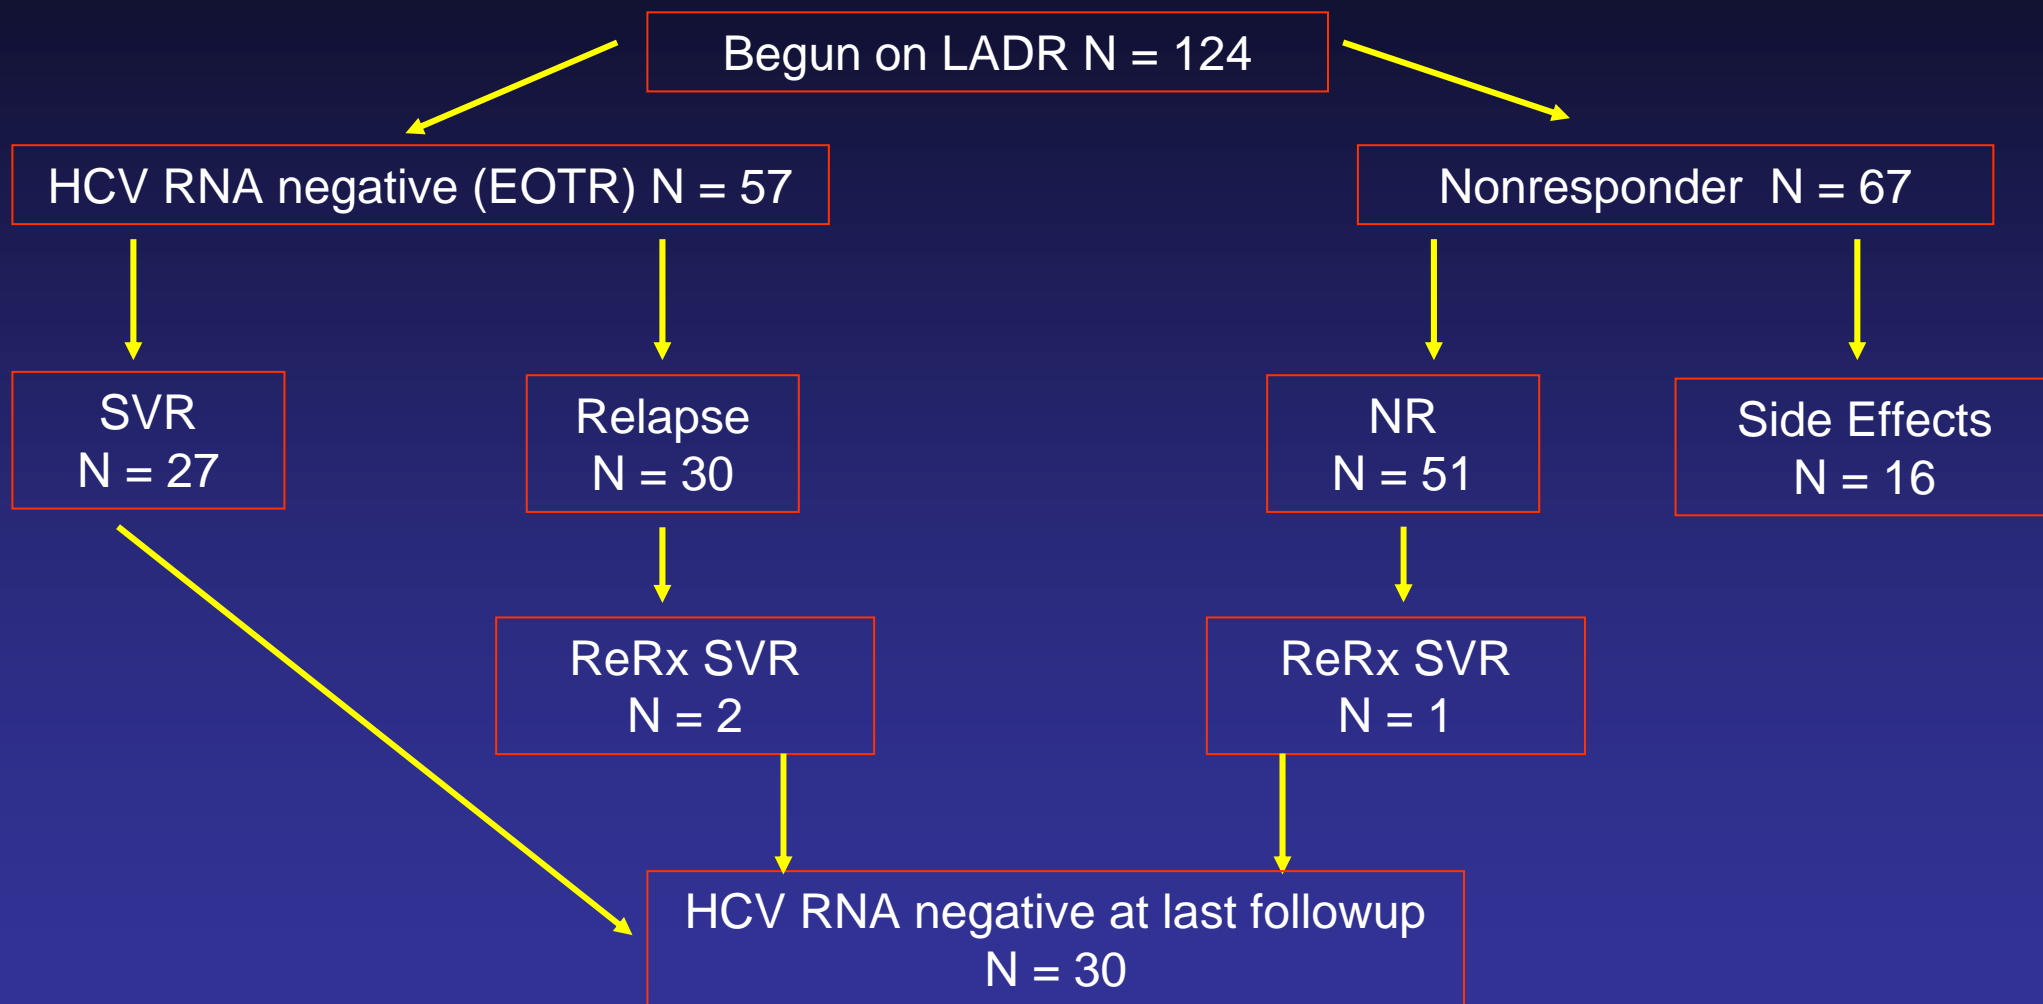 Begun on LADR N = 124
HCV RNA negative (EOTR) N = 57
Nonresponder N = 67
SVR
N = 27
Relapse
N = 30
NR
N = 51
Side Effects
N = 16
ReRx SVR
N = 2
ReRx SVR
N = 1
HCV RNA negative at last followup
N = 30